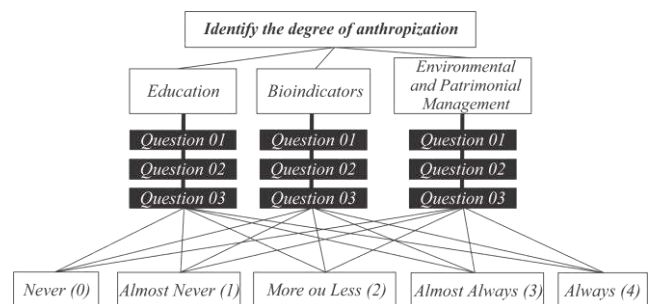 Identify the degree of anthropization
Education
Bioindicators
Environmental
and Patrimonial
Management
Question 01
Question 01
Question 01
Question 02
Question 02
Question 02
Question 03
Question 03
Question 03
Never (0)
Almost Never (1)
More ou Less (2)
Almost Always (3)
Always (4)